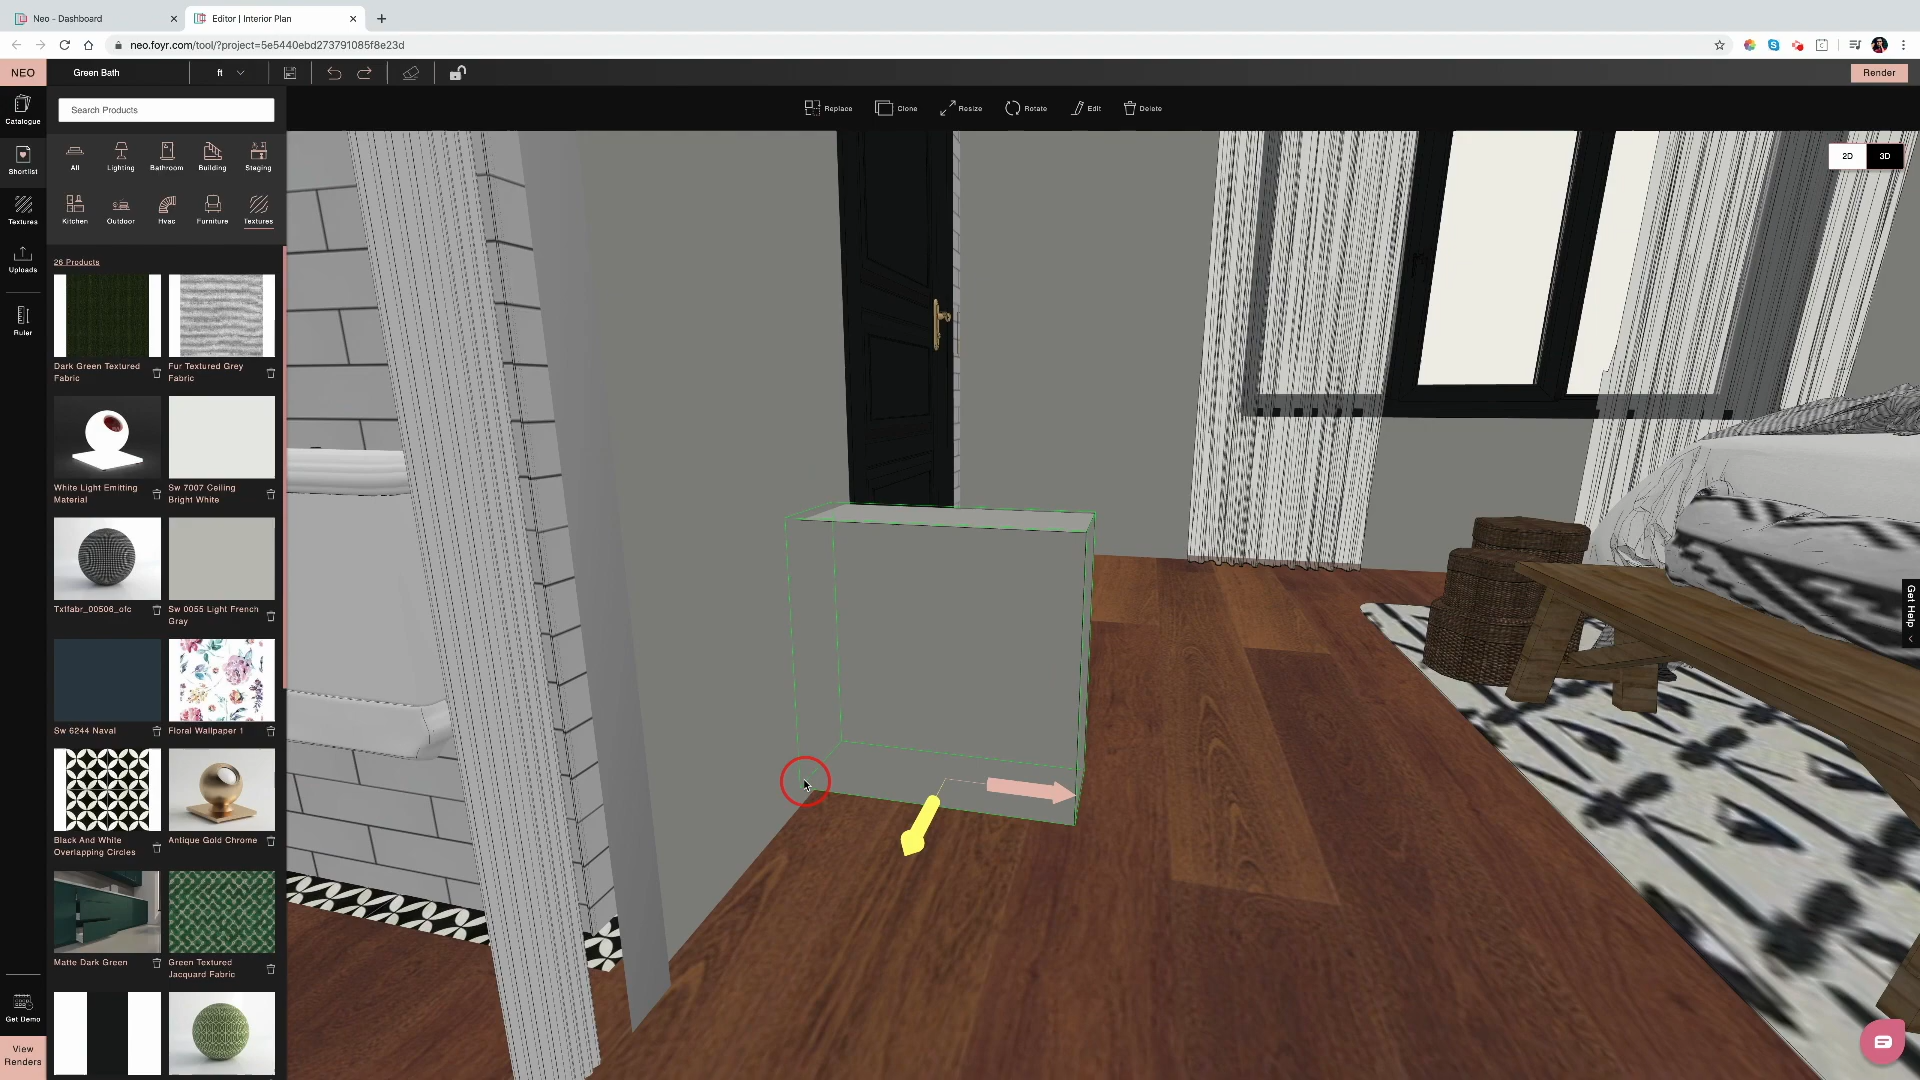 Neo - Dashboard
Editor | Interior Plan
neo.foyr.com/tool/?project=5e5440ebd273791085f8e23d
NEO
Green Bath
ft
Render
Catalogue
Shortlist
Textures
Uploads
Ruler
Get Demo
View
Renders
Search Products
All
Lighting
Bathroom
Building
Staging
Kitchen
Outdoor
Hvac
Furniture
Textures
26 Products
Dark Green Textured
Fabric
Fur Textured Grey
Fabric
White Light Emitting
Material
Sw 7007 Ceiling
Bright White
Txtfabr_00506_ofc
Sw 0055 Light French
Gray
Sw 6244 Naval
Floral Wallpaper 1
Black And White
Overlapping Circles
Antique Gold Chrome
Matte Dark Green
Green Textured
Jacquard Fabric
Replace
Clone
Resize
Rotate
Edit
Delete
2D
3D
Get Help